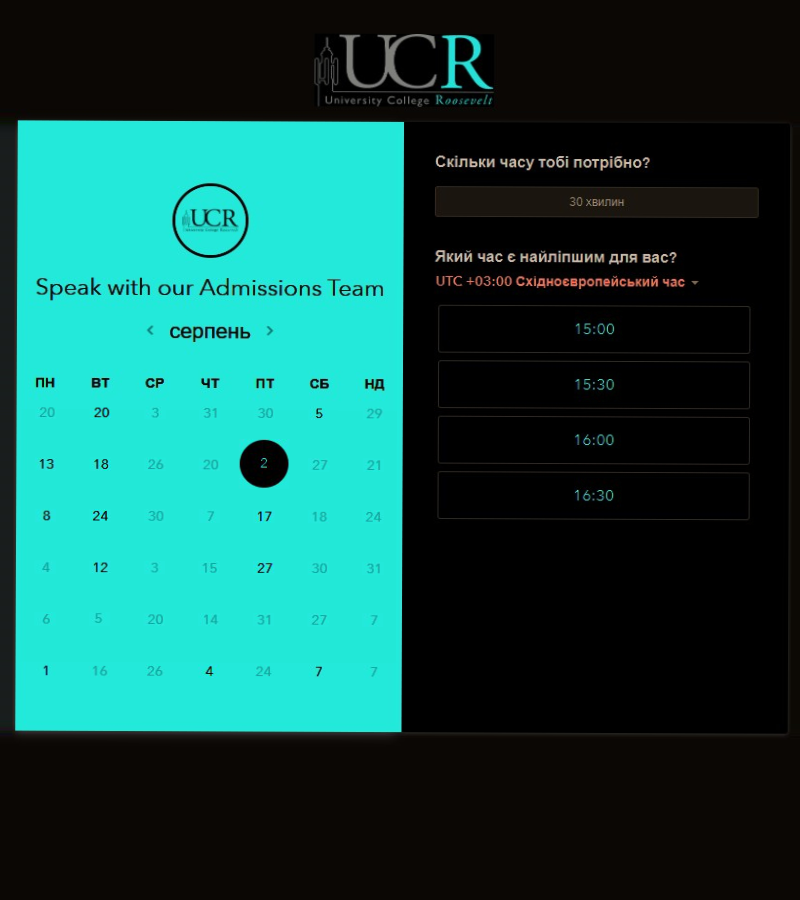 UCR
University College Roosevelt
UCR
University College Roosevelt
Speak with our Admissions Team
серпень
ПН ВТ СР ЧТ ПТ СБ НД
20 20 3 31 30 5 29
13 18 26 20 2 27 21
8 24 30 7 17 18 24
4 12 3 15 27 30 31
6 5 20 14 31 27 7
1 16 26 4 24 7 7
Скільки часу тобі потрібно?
30 хвилин
Який час є найліпшим для вас?
UTC +03:00 Східноєвропейський час
15:00
15:30
16:00
16:30